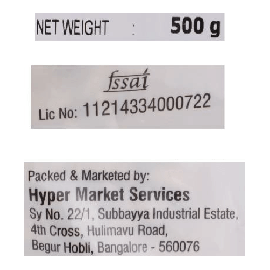 NET WEIGHT : 500 g
fssai
Lic No: 11214334000722
Packed & Marketed by:
Hyper Market Services
Sy No. 22/1, Subbayya Industrial Estate,
4th Cross, Hulimavu Road,
Begur Hobli, Bangalore - 560076